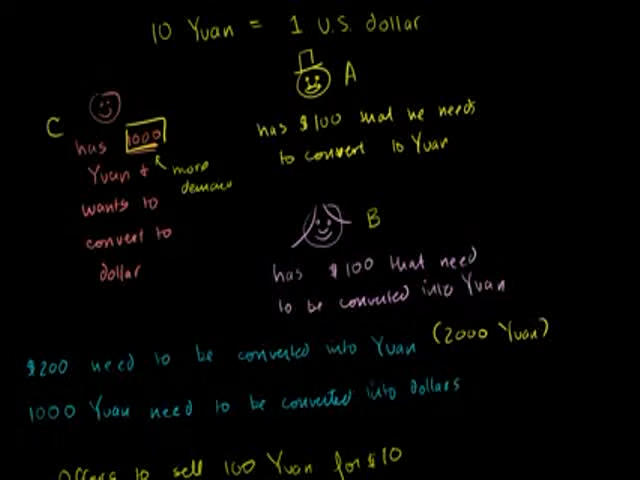 10 Yuan = 1 U.S. dollar
A
has $100 that he needs
to convert to Yuan
C
has 1000
Yuan +
wants to
convert to
dollar
more
demand
B
has $100 that need
to be converted into Yuan
$200 need to be converted into Yuan (2000 Yuan)
1000 Yuan need to be converted into dollars
Offers to sell 100 Yuan for $10